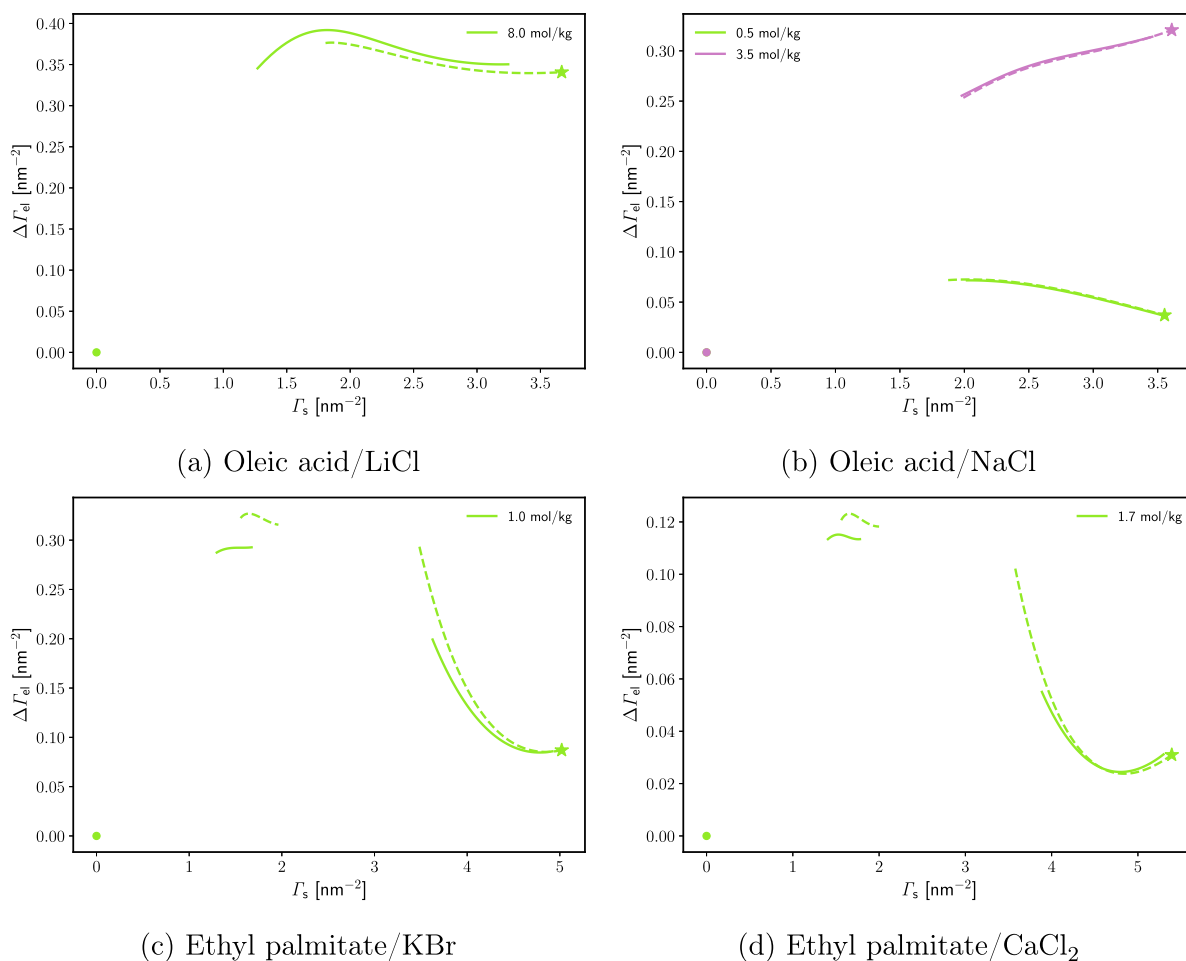 8.0 mol/kg
0.40
0.35
0.30
0.25
0.20
0.15
0.10
0.05
0.00
ΔΓel [nm−2]
0.0 0.5 1.0 1.5 2.0 2.5 3.0 3.5
Γs [nm−2]
(a) Oleic acid/LiCl
0.5 mol/kg
3.5 mol/kg
0.30
0.25
0.20
0.15
0.10
0.05
0.00
ΔΓel [nm−2]
0.0 0.5 1.0 1.5 2.0 2.5 3.0 3.5
Γs [nm−2]
(b) Oleic acid/NaCl
1.0 mol/kg
0.30
0.25
0.20
0.15
0.10
0.05
0.00
ΔΓel [nm−2]
0 1 2 3 4 5
Γs [nm−2]
(c) Ethyl palmitate/KBr
1.7 mol/kg
0.12
0.10
0.08
0.06
0.04
0.02
0.00
ΔΓel [nm−2]
0 1 2 3 4 5
Γs [nm−2]
(d) Ethyl palmitate/CaCl2